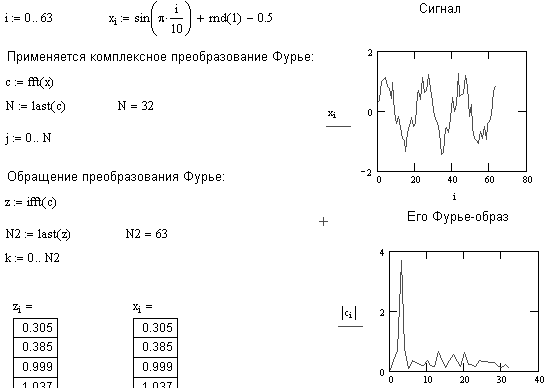 i := 0.. 63
x_i := sin(π·i/10) + rnd(1) − 0.5
Применяется комплексное преобразование Фурье:
c := fft(x)
N := last(c)
N = 32
j := 0.. N
Обращение преобразования Фурье:
z := ifft(c)
N2 := last(z)
N2 = 63
k := 0.. N2
z_i =
0.305
0.385
0.999
1.037
x_i =
0.305
0.385
0.999
1.037
Сигнал
2
0
−2
x_i
0 20 40 60 80
i
+
Его Фурье-образ
4
2
0
|c_i|
0 10 20 30 40